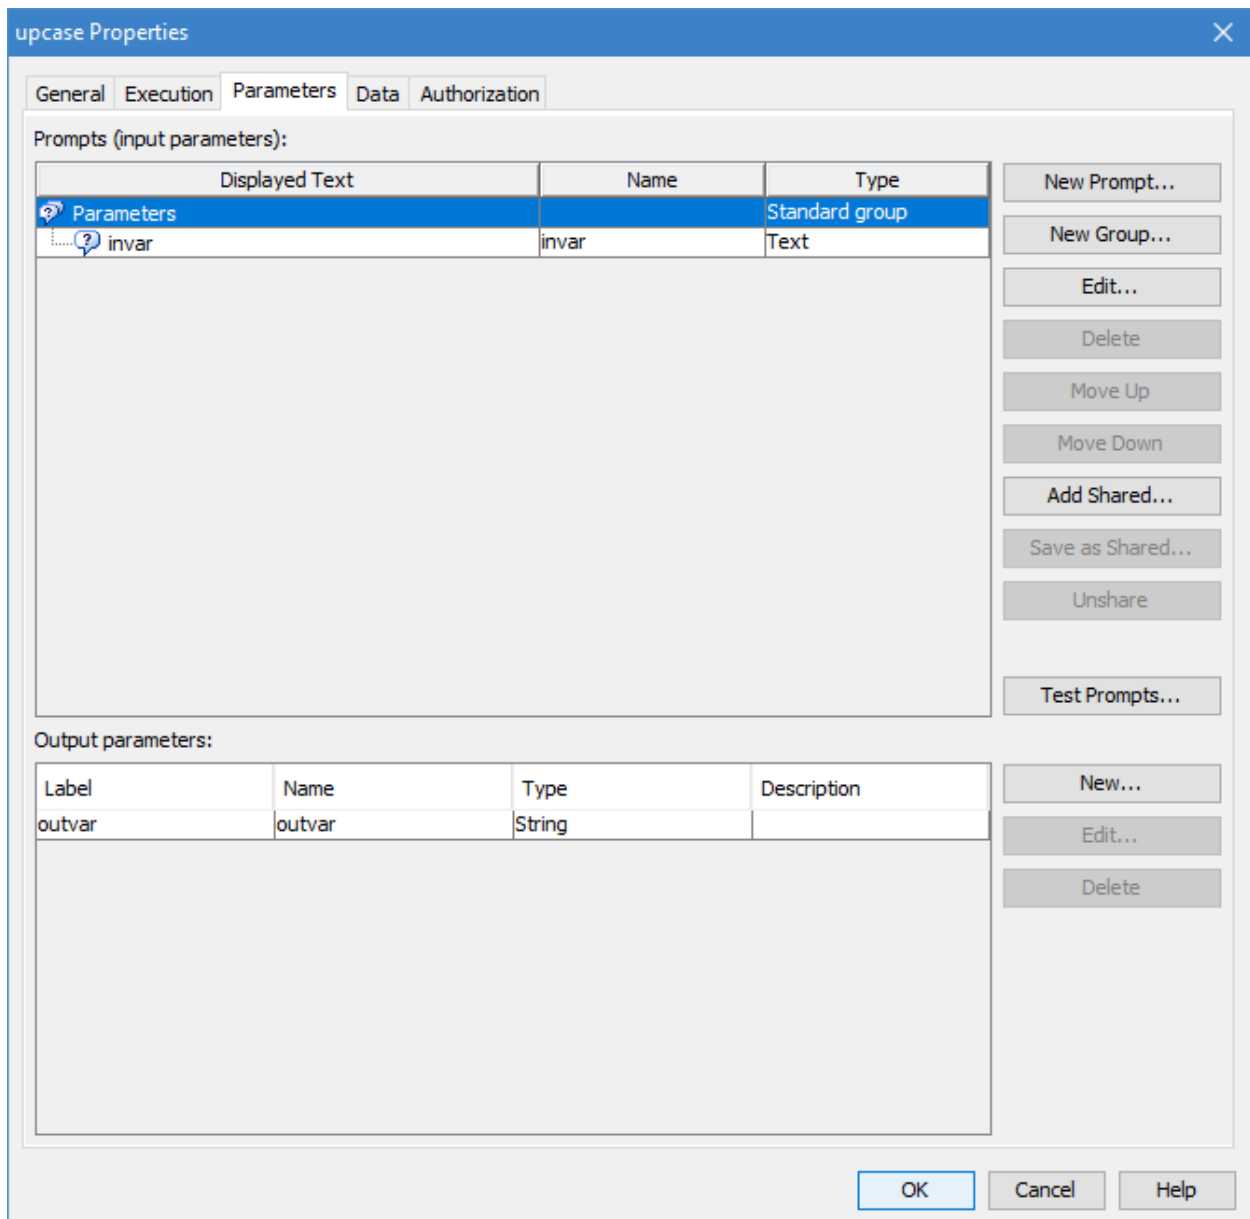 upcase Properties
General Execution Parameters Data Authorization
Prompts (input parameters):
Displayed Text Name Type
Parameters Standard group
invar invar Text
New Prompt...
New Group...
Edit...
Delete
Move Up
Move Down
Add Shared...
Save as Shared...
Unshare
Test Prompts...
Output parameters:
Label Name Type Description
outvar outvar String
New...
Edit...
Delete
OK Cancel Help